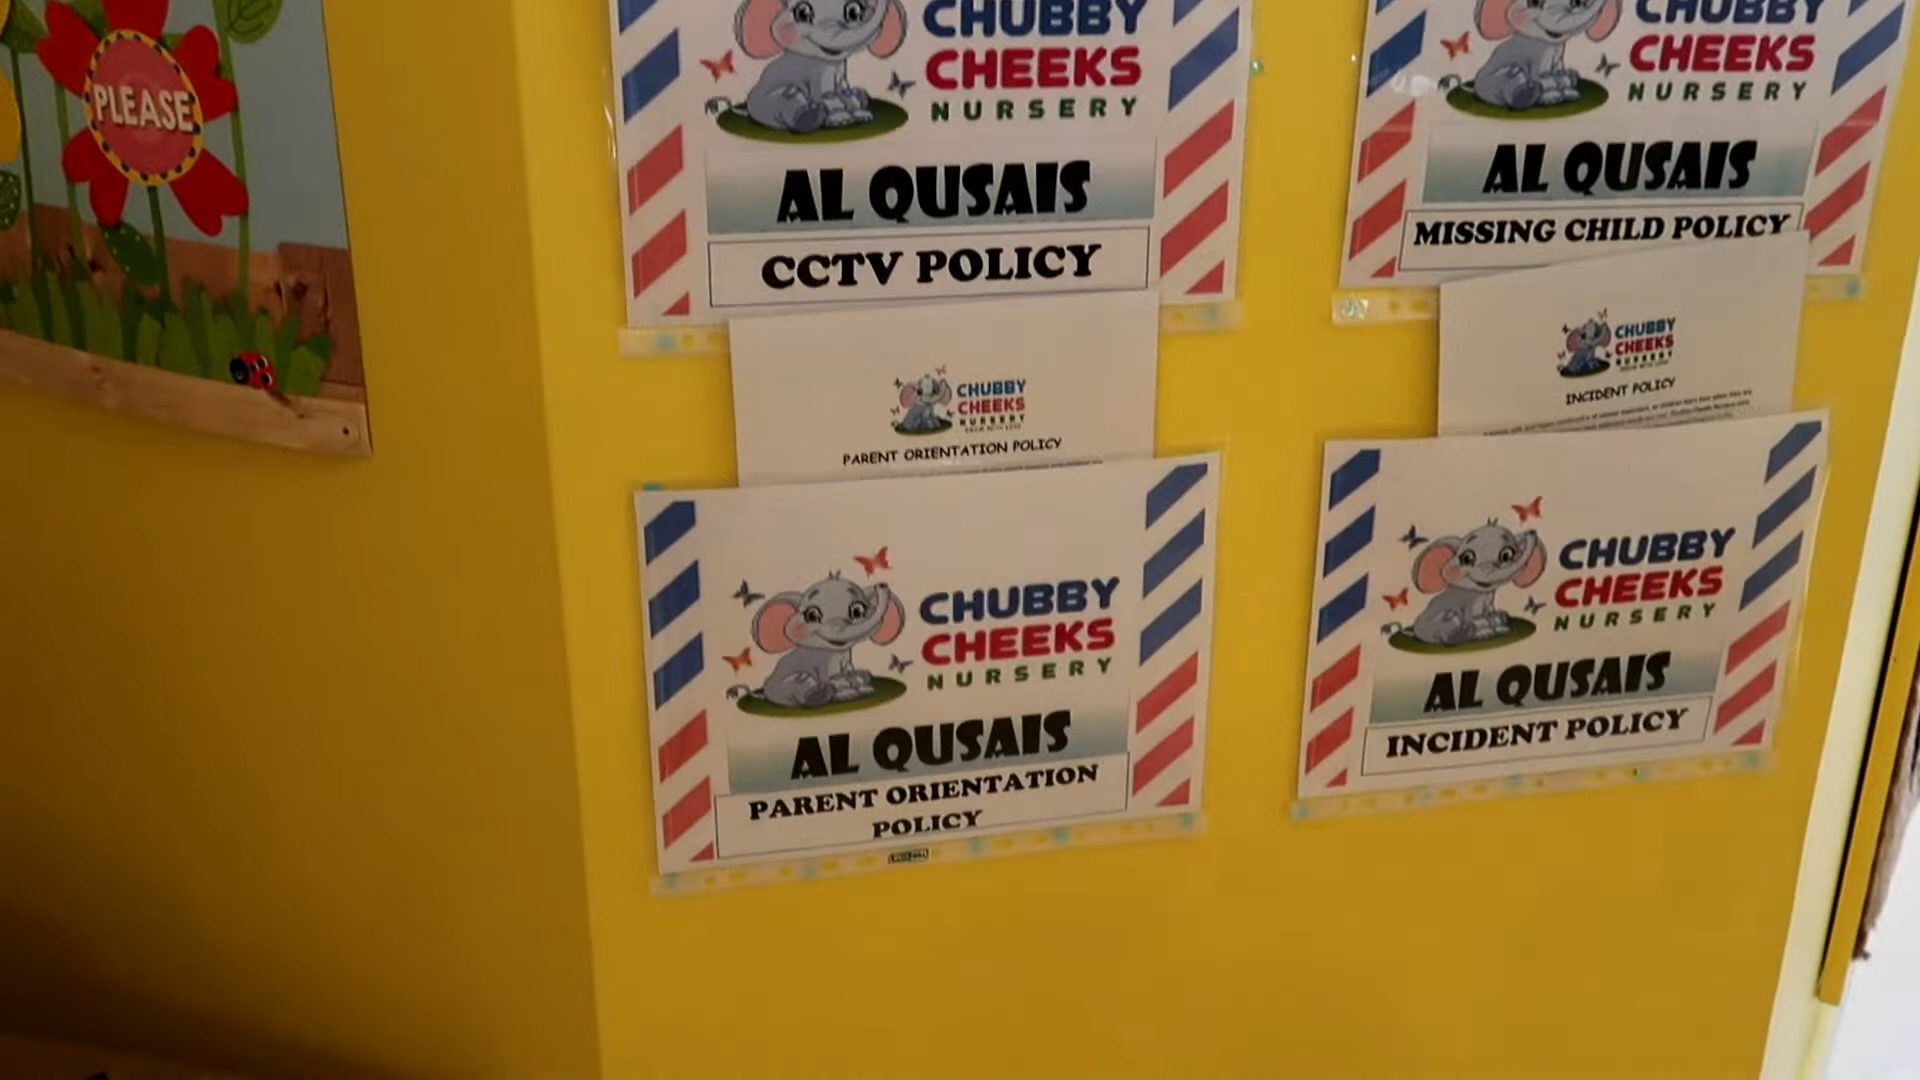 PLEASE
CHUBBY
CHEEKS
NURSERY
AL QUSAIS
CCTV POLICY
CHUBBY
CHEEKS
NURSERY
AL QUSAIS
MISSING CHILD POLICY
CHUBBY
CHEEKS
NURSERY
PARENT ORIENTATION POLICY
CHUBBY
CHEEKS
NURSERY
INCIDENT POLICY
CHUBBY
CHEEKS
NURSERY
AL QUSAIS
PARENT ORIENTATION
POLICY
CHUBBY
CHEEKS
NURSERY
AL QUSAIS
INCIDENT POLICY